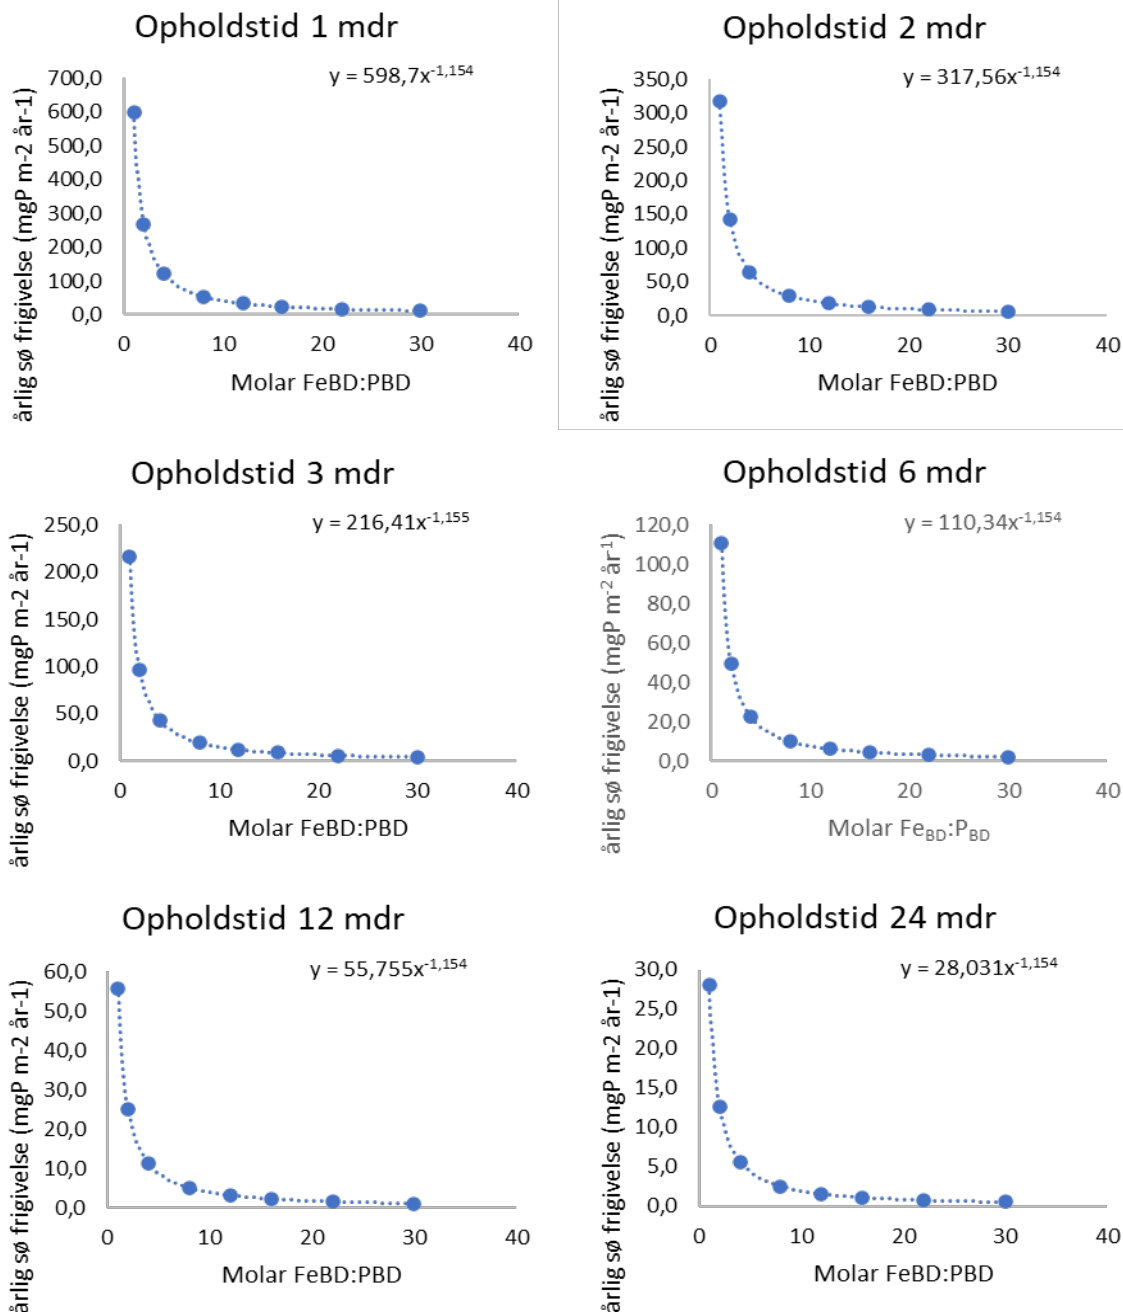 Opholdstid 1 mdr
y = 598,7x-1,154
årlig sø frigivelse (mgP m-2 år-1)
700,0
600,0
500,0
400,0
300,0
200,0
100,0
0,0
0 10 20 30 40
Molar FeBD:PBD
Opholdstid 2 mdr
y = 317,56x-1,154
årlig sø frigivelse (mgP m-2 år-1)
350,0
300,0
250,0
200,0
150,0
100,0
50,0
0,0
0 10 20 30 40
Molar FeBD:PBD
Opholdstid 3 mdr
y = 216,41x-1,155
årlig sø frigivelse (mgP m-2 år-1)
250,0
200,0
150,0
100,0
50,0
0,0
0 10 20 30 40
Molar FeBD:PBD
Opholdstid 6 mdr
y = 110,34x-1,154
årlig sø frigivelse (mgP m-2 år-1)
120,0
100,0
80,0
60,0
40,0
20,0
0,0
0 10 20 30 40
Molar FeBD:PBD
Opholdstid 12 mdr
y = 55,755x-1,154
årlig sø frigivelse (mgP m-2 år-1)
60,0
50,0
40,0
30,0
20,0
10,0
0,0
0 10 20 30 40
Molar FeBD:PBD
Opholdstid 24 mdr
y = 28,031x-1,154
årlig sø frigivelse (mgP m-2 år-1)
30,0
25,0
20,0
15,0
10,0
5,0
0,0
0 10 20 30 40
Molar FeBD:PBD